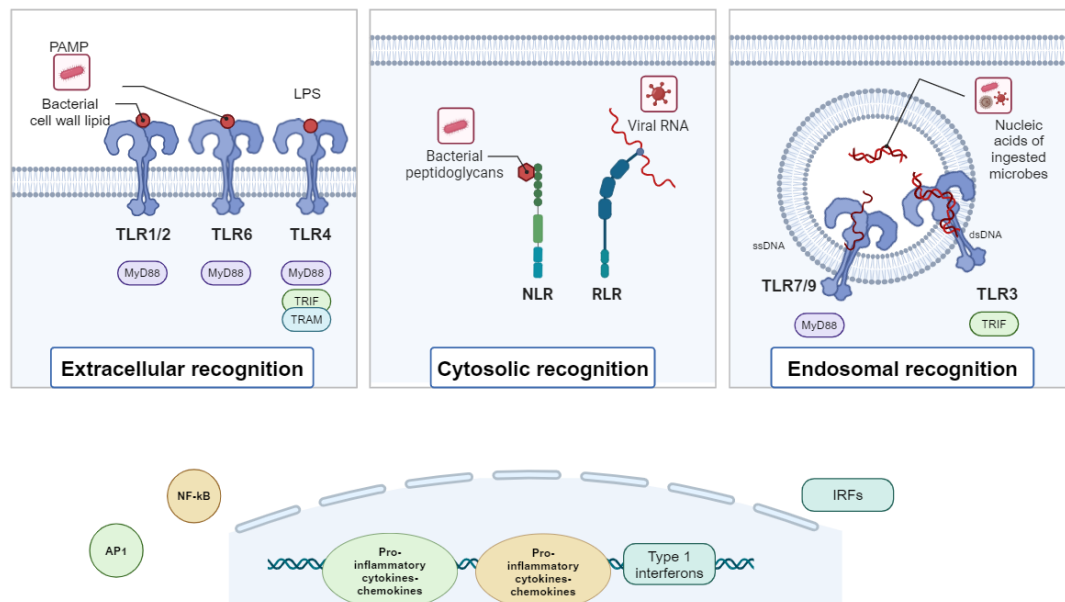 PAMP
Bacterial
cell wall lipid
LPS
TLR1/2
TLR6
TLR4
MyD88
MyD88
MyD88
TRIF
TRAM
Extracellular recognition
Viral RNA
Bacterial
peptidoglycans
NLR
RLR
Cytosolic recognition
Nucleic
acids of
ingested
microbes
ssDNA
dsDNA
TLR7/9
TLR3
MyD88
TRIF
Endosomal recognition
NF-kB
IRFs
AP1
Pro-
inflammatory
cytokines-
chemokines
Pro-
inflammatory
cytokines-
chemokines
Type 1
interferons